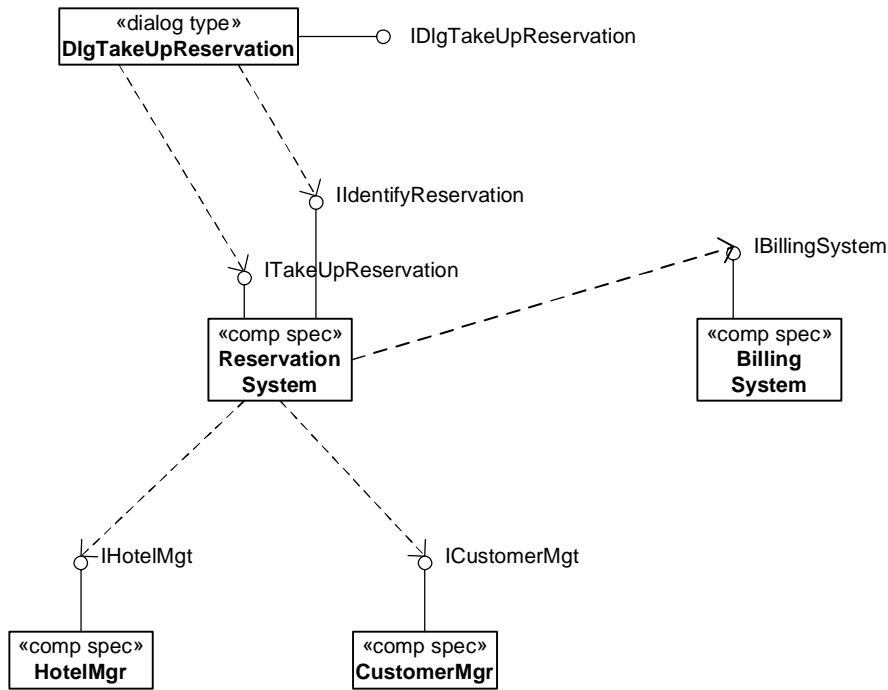 «dialog type»
DlgTakeUpReservation
IDlgTakeUpReservation
IIdentifyReservation
ITakeUpReservation
IBillingSystem
«comp spec»
Reservation
System
«comp spec»
Billing
System
IHotelMgt
ICustomerMgt
«comp spec»
HotelMgr
«comp spec»
CustomerMgr